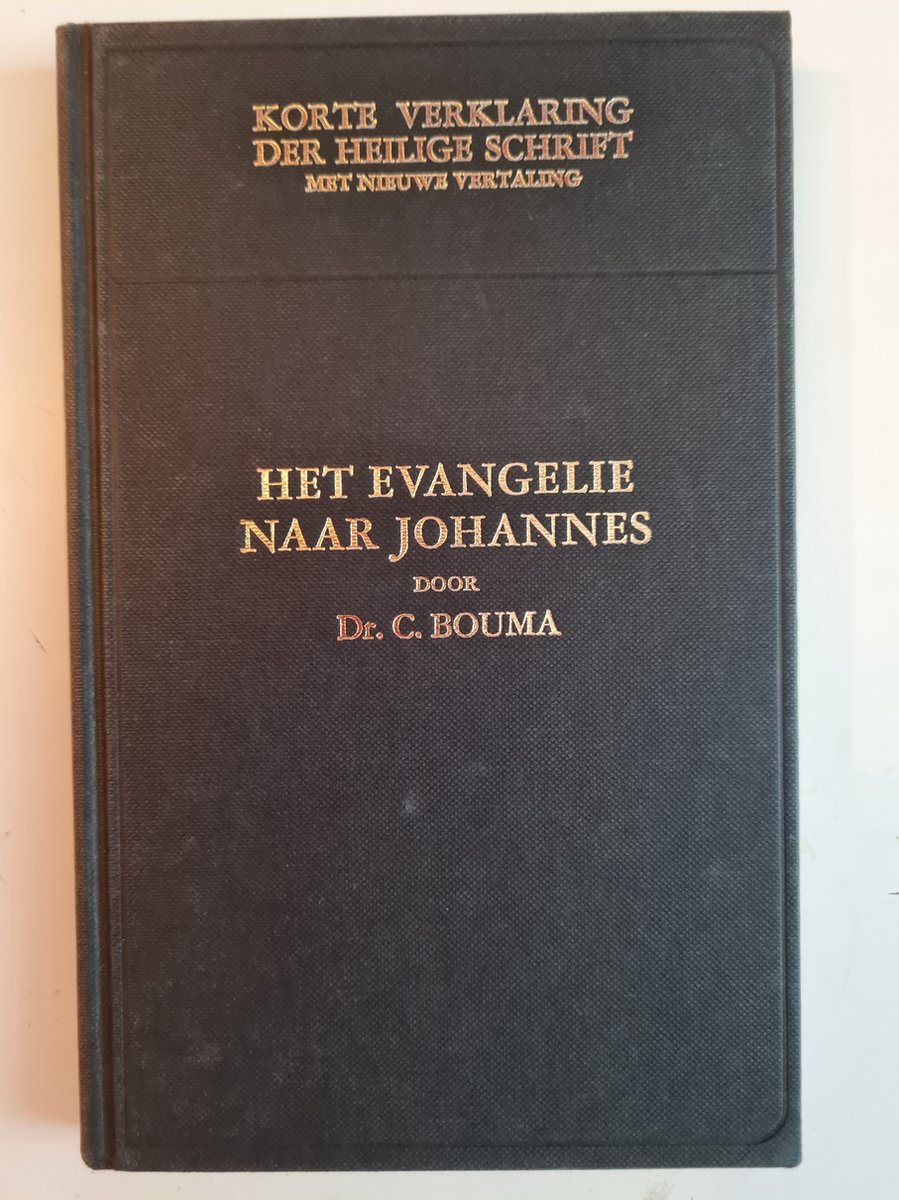 KORTE VERKLARING
DER HEILIGE SCHRIFT
MET NIEUWE VERTALING
HET EVANGELIE
NAAR JOHANNES
DOOR
Dr. C. BOUMA